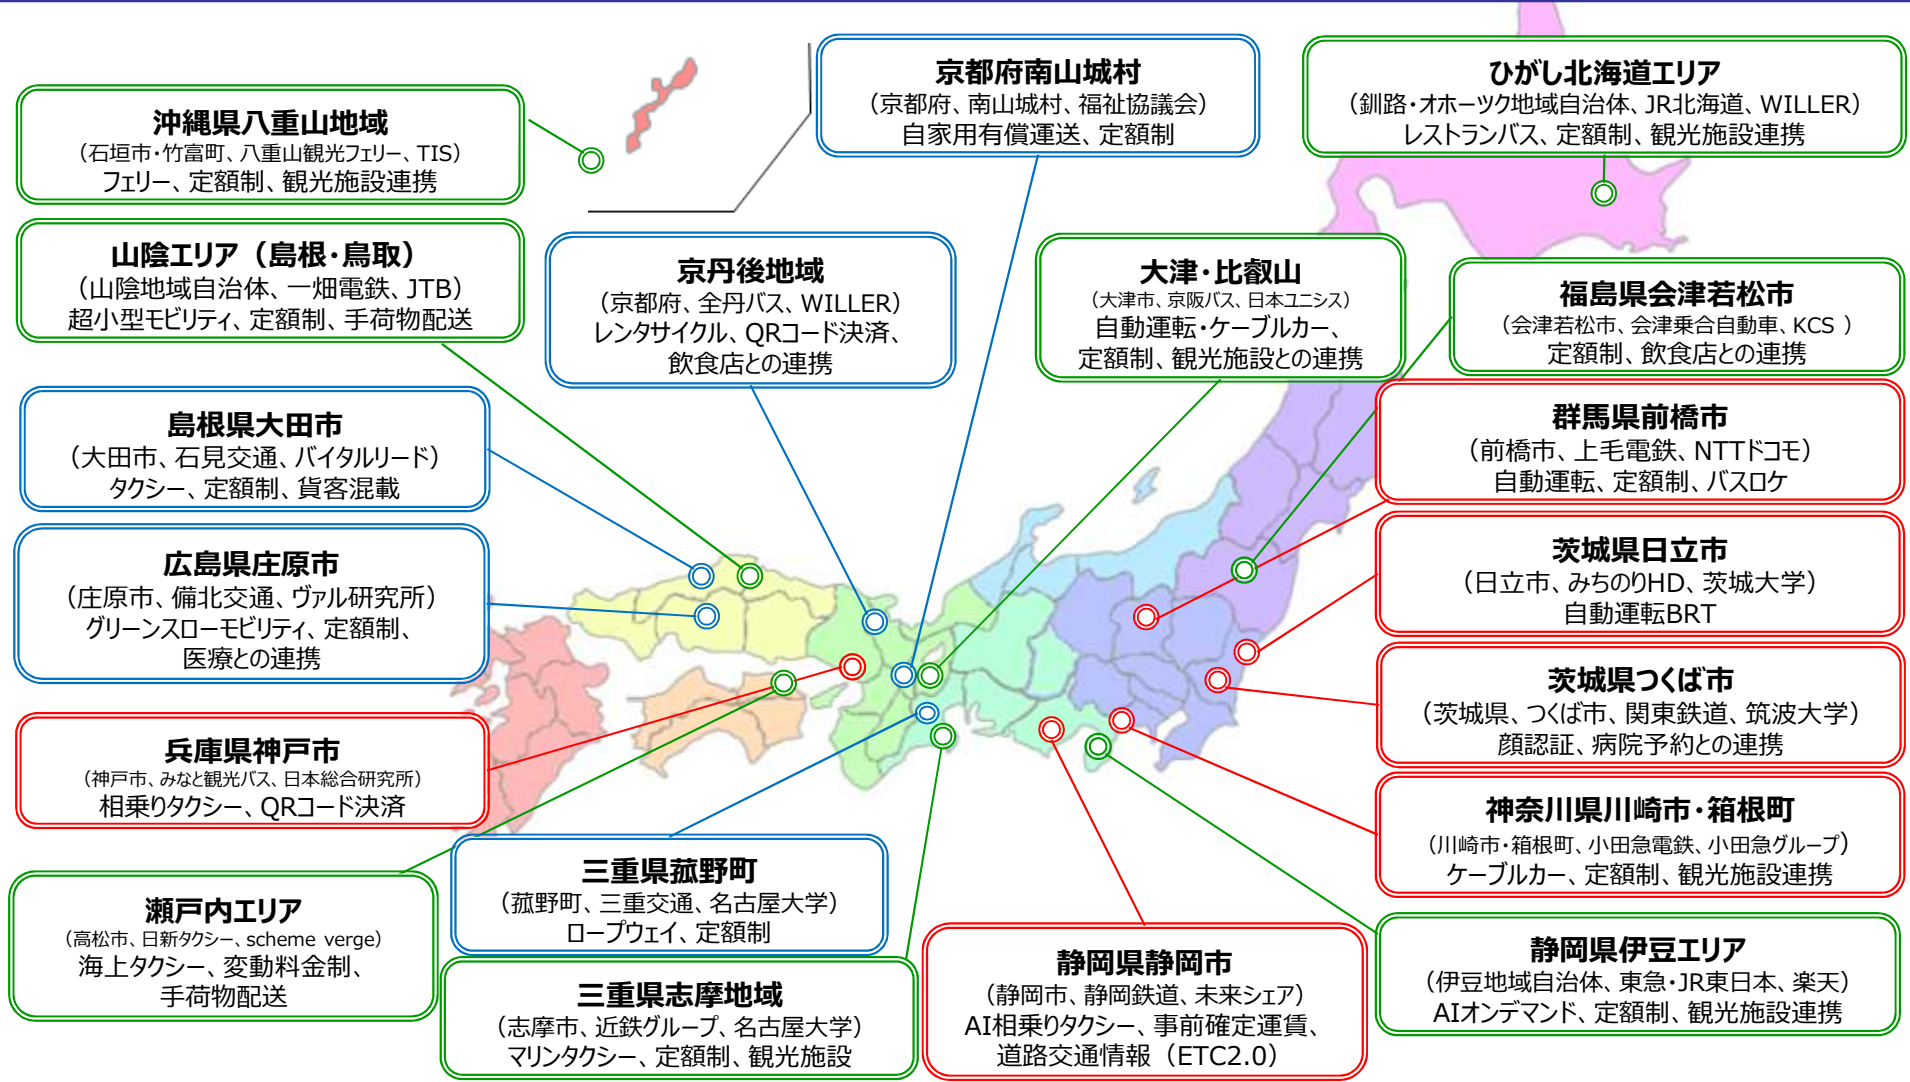 沖縄県八重山地域
（石垣市・竹富町、八重山観光フェリー、TIS）
フェリー、定額制、観光施設連携
山陰エリア（島根・鳥取）
（山陰地域自治体、一畑電鉄、JTB）
超小型モビリティ、定額制、手荷物配送
島根県大田市
（大田市、石見交通、バイタルリード）
タクシー、定額制、貨客混載
広島県庄原市
（庄原市、備北交通、ヴァル研究所）
グリーンスローモビリティ、定額制、
医療との連携
兵庫県神戸市
（神戸市、みなと観光バス、日本総合研究所）
相乗りタクシー、QRコード決済
瀬戸内エリア
（高松市、日新タクシー、scheme verge）
海上タクシー、変動料金制、
手荷物配送
京都府南山城村
（京都府、南山城村、福祉協議会）
自家用有償運送、定額制
京丹後地域
（京都府、全丹バス、WILLER）
レンタサイクル、QRコード決済、
飲食店との連携
三重県菰野町
（菰野町、三重交通、名古屋大学）
ロープウェイ、定額制
三重県志摩地域
（志摩市、近鉄グループ、名古屋大学）
マリンタクシー、定額制、観光施設
大津・比叡山
（大津市、京阪バス、日本ユニシス）
自動運転・ケーブルカー、
定額制、観光施設との連携
静岡県静岡市
（静岡市、静岡鉄道、未来シェア）
AI相乗りタクシー、事前確定運賃、
道路交通情報（ETC2.0）
ひがし北海道エリア
（釧路・オホーツク地域自治体、JR北海道、WILLER）
レストランバス、定額制、観光施設連携
福島県会津若松市
（会津若松市、会津乗合自動車、KCS ）
定額制、飲食店との連携
群馬県前橋市
（前橋市、上毛電鉄、NTTドコモ）
自動運転、定額制、バスロケ
茨城県日立市
（日立市、みちのりHD、茨城大学）
自動運転BRT
茨城県つくば市
（茨城県、つくば市、関東鉄道、筑波大学）
顔認証、病院予約との連携
神奈川県川崎市・箱根町
（川崎市・箱根町、小田急電鉄、小田急グループ）
ケーブルカー、定額制、観光施設連携
静岡県伊豆エリア
（伊豆地域自治体、東急・JR東日本、楽天）
AIオンデマンド、定額制、観光施設連携